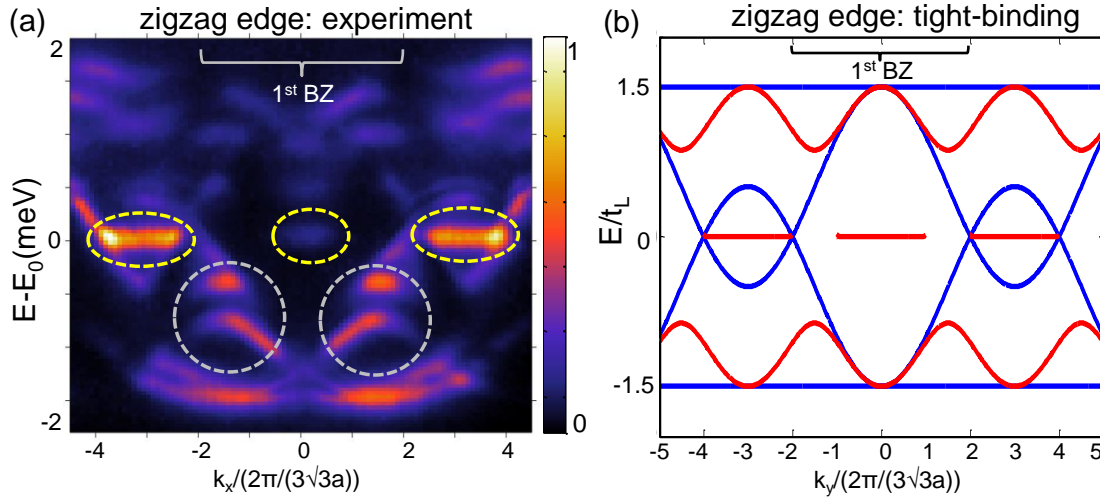 (a)
zigzag edge: experiment
2
0
-2
E-E0(meV)
1st BZ
-4
-2
0
2
4
kx/(2π/(3√3a))
1
0
(b)
zigzag edge: tight-binding
1st BZ
1.5
0
-1.5
E/tL
-5
-4
-3
-2
-1
0
1
2
3
4
5
ky/(2π/(3√3a))